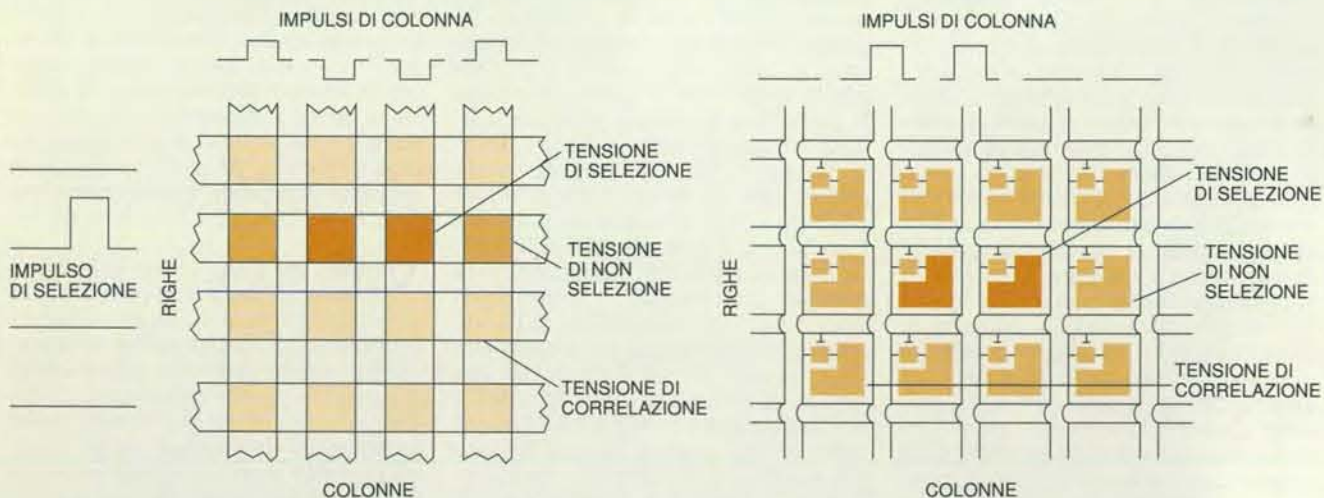 IMPULSI DI COLONNA
TENSIONE
DI SELEZIONE
IMPULSO
DI SELEZIONE
RIGHE
TENSIONE
DI NON
SELEZIONE
TENSIONE DI
CORRELAZIONE
COLONNE
IMPULSI DI COLONNA
TENSIONE
DI SELEZIONE
RIGHE
TENSIONE
DI NON
SELEZIONE
TENSIONE DI
CORRELAZIONE
COLONNE